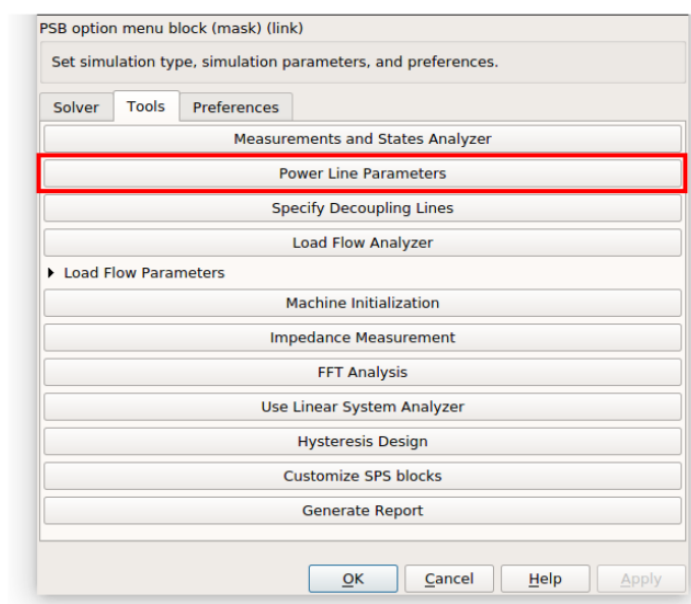 PSB option menu block (mask) (link)
Set simulation type, simulation parameters, and preferences.
Solver Tools Preferences
Measurements and States Analyzer
Power Line Parameters
Specify Decoupling Lines
Load Flow Analyzer
Load Flow Parameters
Machine Initialization
Impedance Measurement
FFT Analysis
Use Linear System Analyzer
Hysteresis Design
Customize SPS blocks
Generate Report
OK Cancel Help Apply